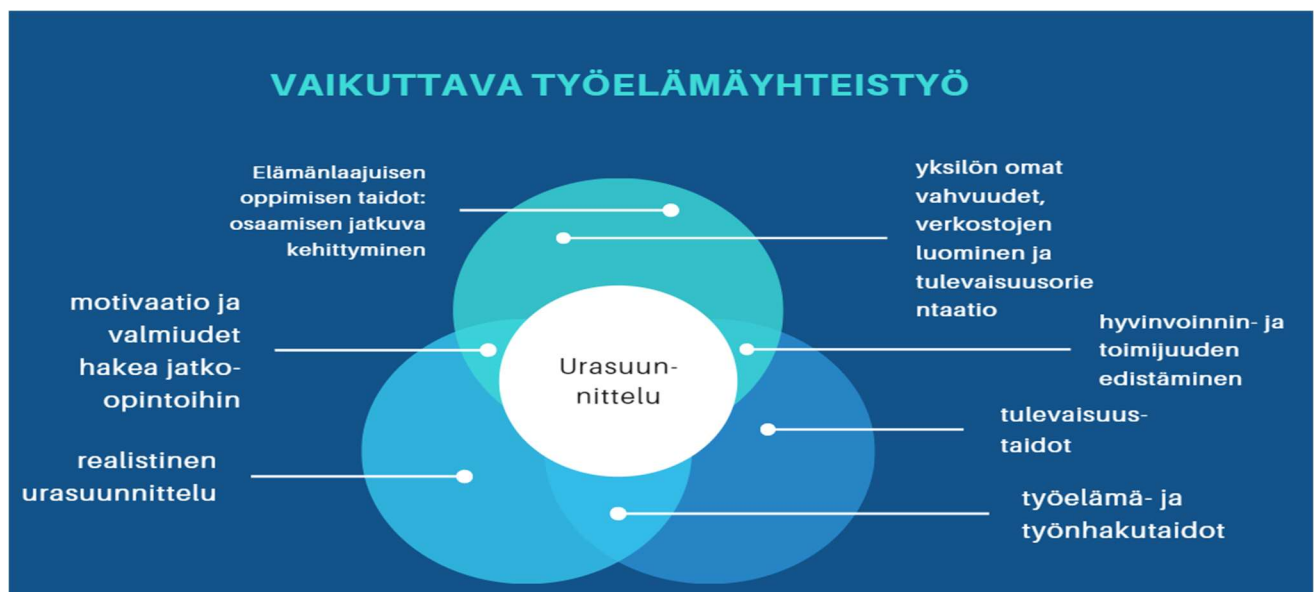 VAIKUTTAVA TYÖELÄMÄYHTEISTYÖ
Elämänlaajuisen
oppimisen taidot:
osaamisen jatkuva
kehittyminen
yksilön omat
vahvuudet,
verkostojen
luominen ja
tulevaisuusorie
ntaatio
motivaatio ja
valmiudet
hakea jatko-
opintoihin
hyvinvoinnin- ja
toimijuuden
edistäminen
Urasuun-
nittelu
tulevaisuus-
taidot
realistinen
urasuunnittelu
työelämä- ja
työnhakutaidot